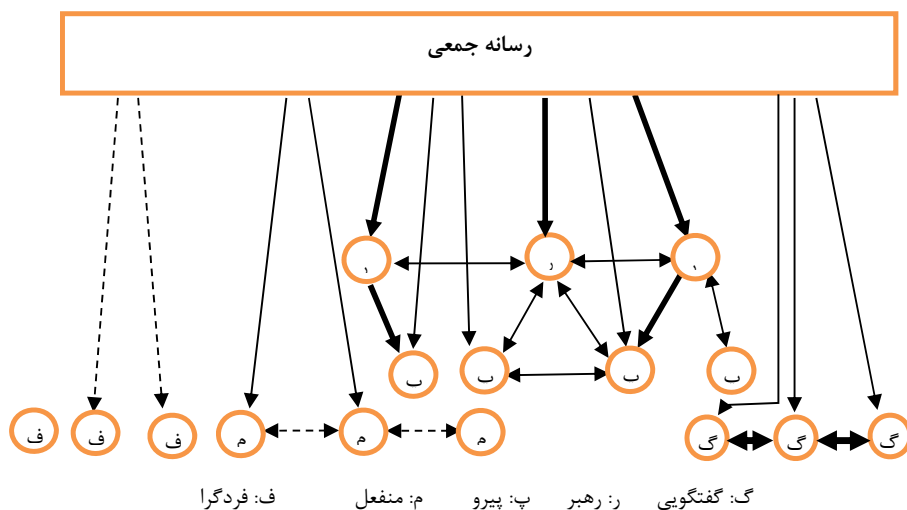 رسانه جمعی
ر ر ر
پ پ پ پ
گ گ گ م م م ف ف ف
گ: گفتگویی ر: رهبر پ: پیرو م: منفعل ف: فردگرا